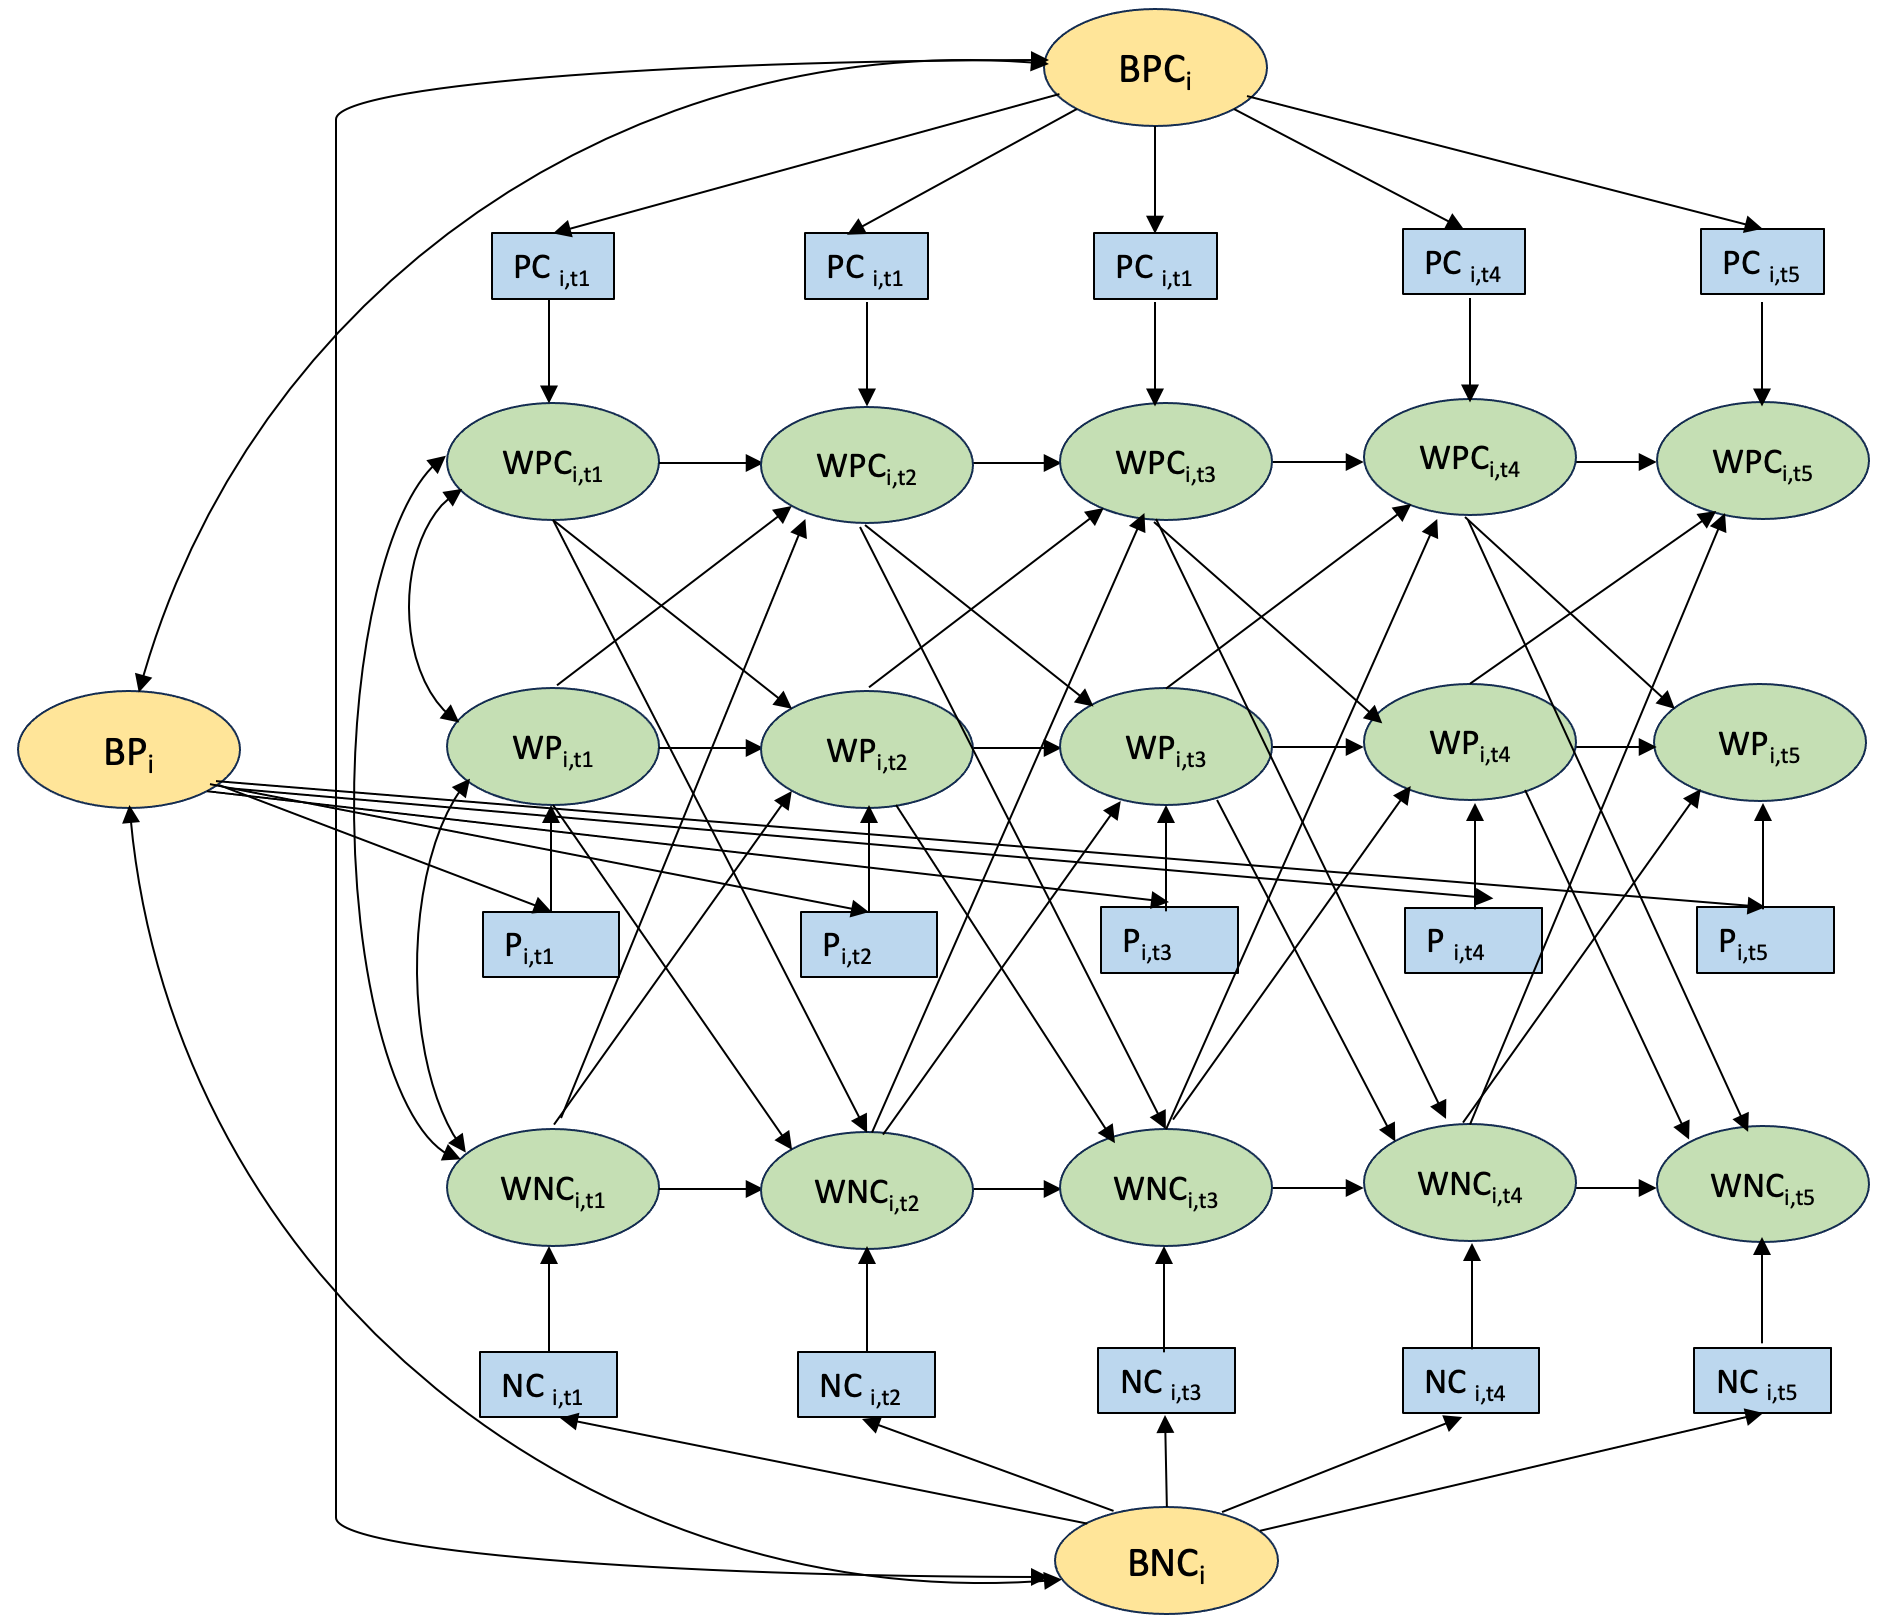 BPCi
PC i,t1
PC i,t1
PC i,t1
PC i,t4
PC i,t5
WPCi,t1
WPCi,t2
WPCi,t3
WPCi,t4
WPCi,t5
BPi
WPi,t1
WPi,t2
WPi,t3
WPi,t4
WPi,t5
Pi,t1
Pi,t2
Pi,t3
P i,t4
Pi,t5
WNCi,t1
WNCi,t2
WNCi,t3
WNCi,t4
WNCi,t5
NC i,t1
NC i,t2
NC i,t3
NC i,t4
NC i,t5
BNCi